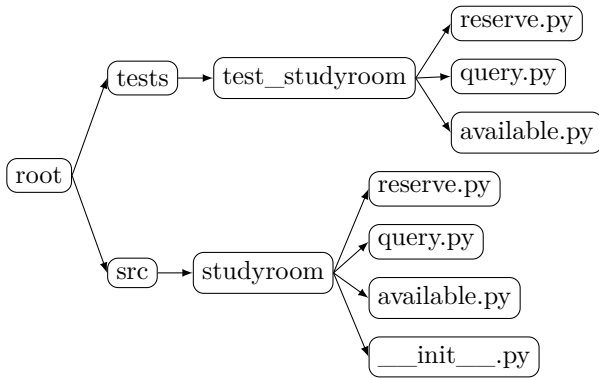 root
tests
test_studyroom
reserve.py
query.py
available.py
src
studyroom
reserve.py
query.py
available.py
__init__.py